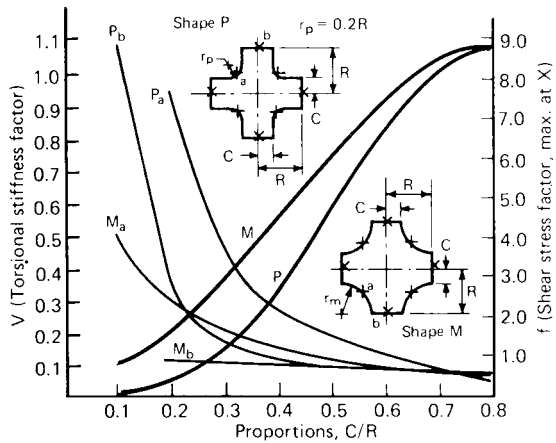 Shape P
r_p = 0.2R
P_b
P_a
b
r_p
a
R
C
C
R
M
P
M_a
M_b
R
C
C
R
r_m
a
b
Shape M
V (Torsional stiffness factor)
1.1
1.0
0.9
0.8
0.7
0.6
0.5
0.4
0.3
0.2
0.1
f (Shear stress factor, max. at X)
9.0
8.0
7.0
6.0
5.0
4.0
3.0
2.0
1.0
0.1 0.2 0.3 0.4 0.5 0.6 0.7 0.8
Proportions, C/R